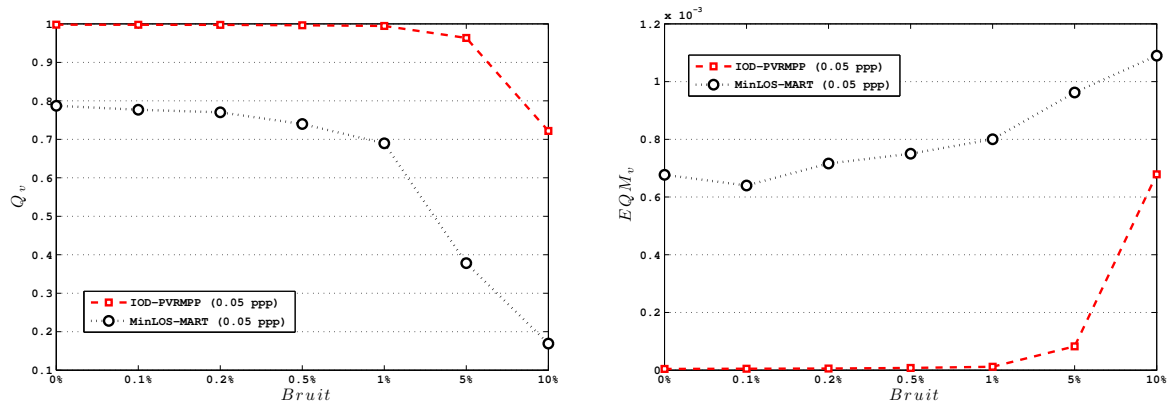 1
0.9
0.8
0.7
0.6
0.5
0.4
0.3
0.2
0.1
Q_v
IOD-PVRMPP (0.05 ppp)
MinLOS-MART (0.05 ppp)
0% 0.1% 0.2% 0.5% 1% 5% 10%
Bruit
x 10^-3
1.2
1
0.8
0.6
0.4
0.2
0
EQM_v
IOD-PVRMPP (0.05 ppp)
MinLOS-MART (0.05 ppp)
0% 0.1% 0.2% 0.5% 1% 5% 10%
Bruit